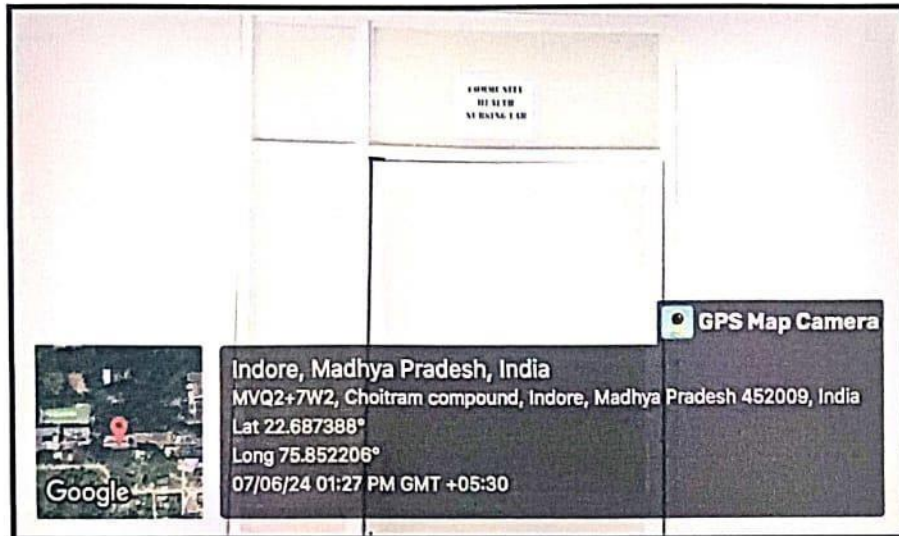 COMMUNITY
HEALTH
NURSING LAB
GPS Map Camera
Indore, Madhya Pradesh, India
MVQ2+7W2, Choitram compound, Indore, Madhya Pradesh 452009, India
Lat 22.687388°
Long 75.852206°
07/06/24 01:27 PM GMT +05:30
Google